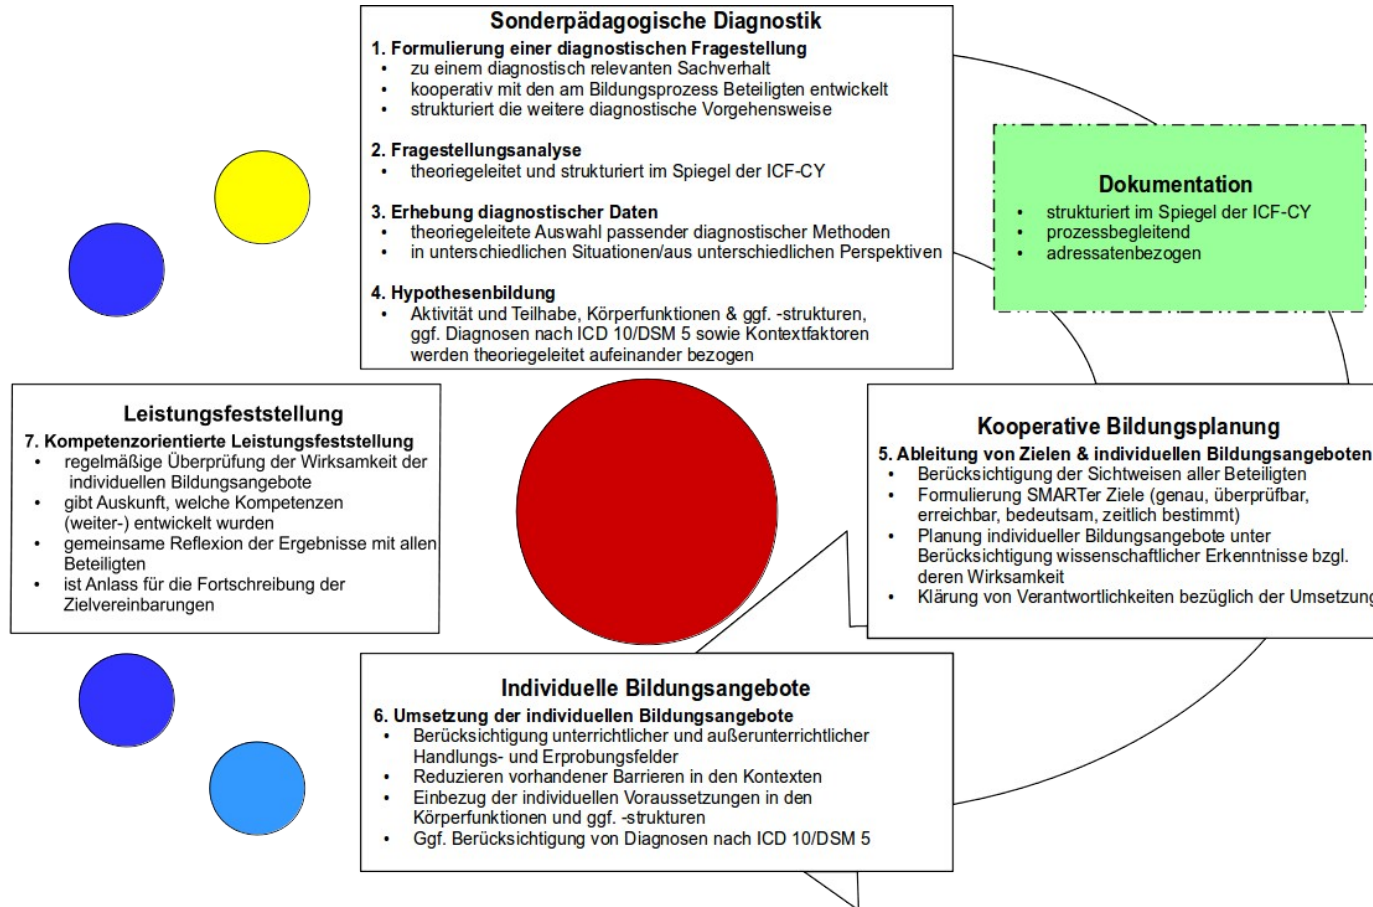 Sonderpädagogische Diagnostik
1. Formulierung einer diagnostischen Fragestellung
• zu einem diagnostisch relevanten Sachverhalt
• kooperativ mit den am Bildungsprozess Beteiligten entwickelt
• strukturiert die weitere diagnostische Vorgehensweise
2. Fragestellungsanalyse
• theoriegeleitet und strukturiert im Spiegel der ICF-CY
3. Erhebung diagnostischer Daten
• theoriegeleitete Auswahl passender diagnostischer Methoden
• in unterschiedlichen Situationen/aus unterschiedlichen Perspektiven
4. Hypothesenbildung
• Aktivität und Teilhabe, Körperfunktionen & ggf. -strukturen,
ggf. Diagnosen nach ICD 10/DSM 5 sowie Kontextfaktoren
werden theoriegeleitet aufeinander bezogen
Dokumentation
• strukturiert im Spiegel der ICF-CY
• prozessbegleitend
• adressatenbezogen
Kooperative Bildungsplanung
5. Ableitung von Zielen & individuellen Bildungsangeboten
• Berücksichtigung der Sichtweisen aller Beteiligten
• Formulierung SMARTer Ziele (genau, überprüfbar,
erreichbar, bedeutsam, zeitlich bestimmt)
• Planung individueller Bildungsangebote unter
Berücksichtigung wissenschaftlicher Erkenntnisse bzgl.
deren Wirksamkeit
• Klärung von Verantwortlichkeiten bezüglich der Umsetzung
Individuelle Bildungsangebote
6. Umsetzung der individuellen Bildungsangebote
• Berücksichtigung unterrichtlicher und außerunterrichtlicher
Handlungs- und Erprobungsfelder
• Reduzieren vorhandener Barrieren in den Kontexten
• Einbezug der individuellen Voraussetzungen in den
Körperfunktionen und ggf. -strukturen
• Ggf. Berücksichtigung von Diagnosen nach ICD 10/DSM 5
Leistungsfeststellung
7. Kompetenzorientierte Leistungsfeststellung
• regelmäßige Überprüfung der Wirksamkeit der
individuellen Bildungsangebote
• gibt Auskunft, welche Kompetenzen
(weiter-) entwickelt wurden
• gemeinsame Reflexion der Ergebnisse mit allen
Beteiligten
• ist Anlass für die Fortschreibung der
Zielvereinbarungen